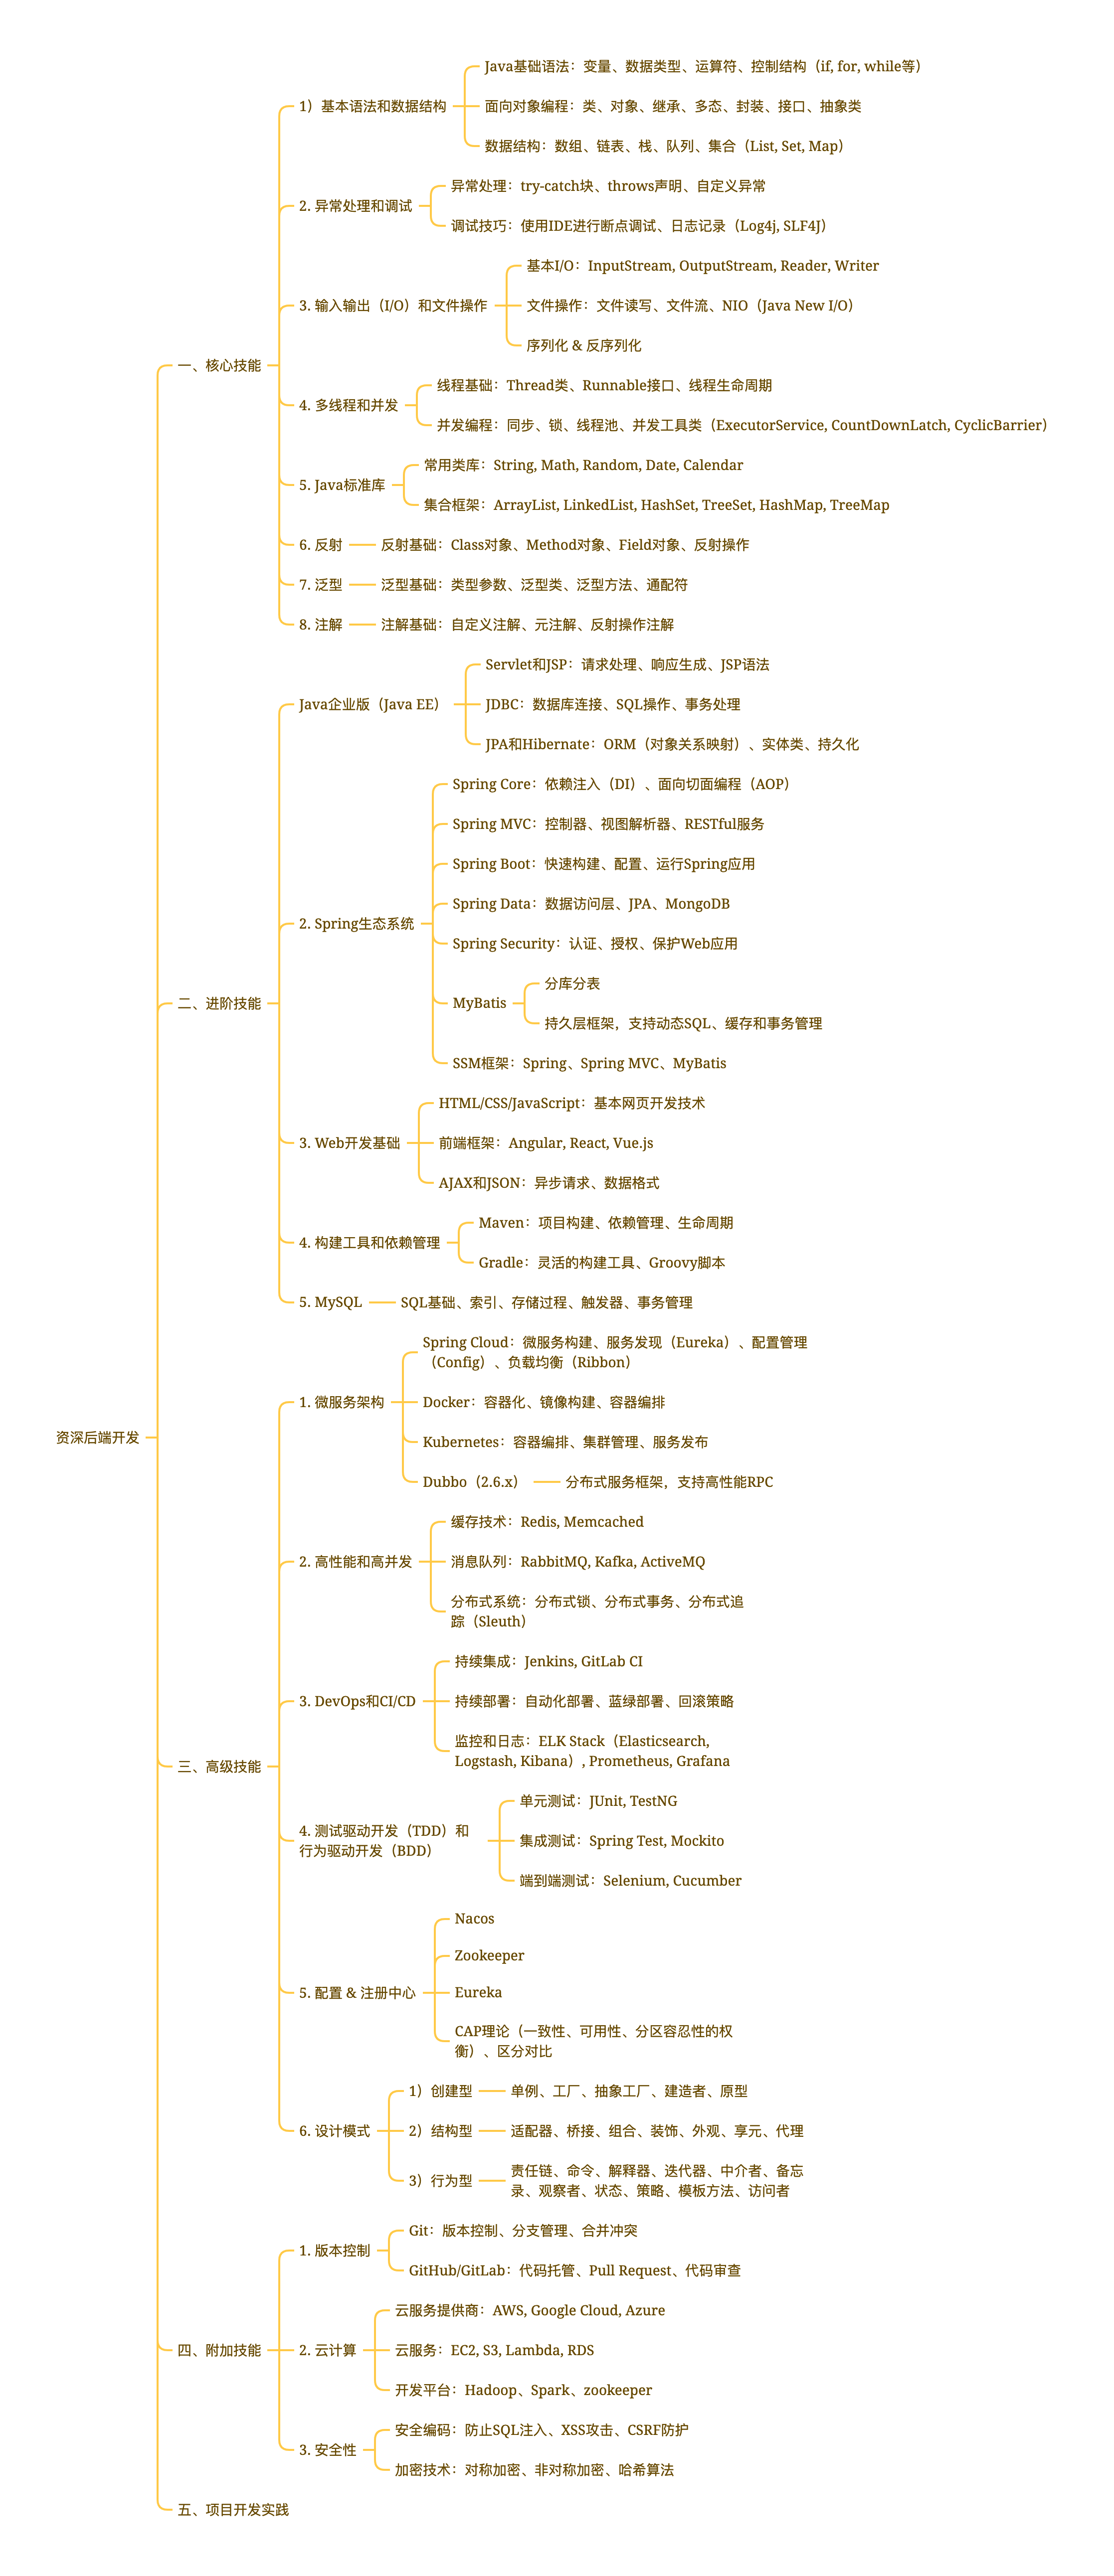 资深后端开发
一、核心技能
1）基本语法和数据结构
Java基础语法：变量、数据类型、运算符、控制结构（if, for, while等）
面向对象编程：类、对象、继承、多态、封装、接口、抽象类
数据结构：数组、链表、栈、队列、集合（List, Set, Map）
2. 异常处理和调试
异常处理：try-catch块、throws声明、自定义异常
调试技巧：使用IDE进行断点调试、日志记录（Log4j, SLF4J）
3. 输入输出（I/O）和文件操作
基本I/O：InputStream, OutputStream, Reader, Writer
文件操作：文件读写、文件流、NIO（Java New I/O）
序列化 & 反序列化
4. 多线程和并发
线程基础：Thread类、Runnable接口、线程生命周期
并发编程：同步、锁、线程池、并发工具类（ExecutorService, CountDownLatch, CyclicBarrier）
5. Java标准库
常用类库：String, Math, Random, Date, Calendar
集合框架：ArrayList, LinkedList, HashSet, TreeSet, HashMap, TreeMap
6. 反射
反射基础：Class对象、Method对象、Field对象、反射操作
7. 泛型
泛型基础：类型参数、泛型类、泛型方法、通配符
8. 注解
注解基础：自定义注解、元注解、反射操作注解
二、进阶技能
Java企业版（Java EE）
Servlet和JSP：请求处理、响应生成、JSP语法
JDBC：数据库连接、SQL操作、事务处理
JPA和Hibernate：ORM（对象关系映射）、实体类、持久化
2. Spring生态系统
Spring Core：依赖注入（DI）、面向切面编程（AOP）
Spring MVC：控制器、视图解析器、RESTful服务
Spring Boot：快速构建、配置、运行Spring应用
Spring Data：数据访问层、JPA、MongoDB
Spring Security：认证、授权、保护Web应用
MyBatis
分库分表
持久层框架，支持动态SQL、缓存和事务管理
SSM框架：Spring、Spring MVC、MyBatis
3. Web开发基础
HTML/CSS/JavaScript：基本网页开发技术
前端框架：Angular, React, Vue.js
AJAX和JSON：异步请求、数据格式
4. 构建工具和依赖管理
Maven：项目构建、依赖管理、生命周期
Gradle：灵活的构建工具、Groovy脚本
5. MySQL
SQL基础、索引、存储过程、触发器、事务管理
三、高级技能
1. 微服务架构
Spring Cloud：微服务构建、服务发现（Eureka）、配置管理
（Config）、负载均衡（Ribbon）
Docker：容器化、镜像构建、容器编排
Kubernetes：容器编排、集群管理、服务发布
Dubbo（2.6.x）
分布式服务框架，支持高性能RPC
2. 高性能和高并发
缓存技术：Redis, Memcached
消息队列：RabbitMQ, Kafka, ActiveMQ
分布式系统：分布式锁、分布式事务、分布式追
踪（Sleuth）
3. DevOps和CI/CD
持续集成：Jenkins, GitLab CI
持续部署：自动化部署、蓝绿部署、回滚策略
监控和日志：ELK Stack（Elasticsearch,
Logstash, Kibana）, Prometheus, Grafana
4. 测试驱动开发（TDD）和
行为驱动开发（BDD）
单元测试：JUnit, TestNG
集成测试：Spring Test, Mockito
端到端测试：Selenium, Cucumber
5. 配置 & 注册中心
Nacos
Zookeeper
Eureka
CAP理论（一致性、可用性、分区容忍性的权
衡）、区分对比
6. 设计模式
1）创建型
单例、工厂、抽象工厂、建造者、原型
2）结构型
适配器、桥接、组合、装饰、外观、享元、代理
3）行为型
责任链、命令、解释器、迭代器、中介者、备忘
录、观察者、状态、策略、模板方法、访问者
四、附加技能
1. 版本控制
Git：版本控制、分支管理、合并冲突
GitHub/GitLab：代码托管、Pull Request、代码审查
2. 云计算
云服务提供商：AWS, Google Cloud, Azure
云服务：EC2, S3, Lambda, RDS
开发平台：Hadoop、Spark、zookeeper
3. 安全性
安全编码：防止SQL注入、XSS攻击、CSRF防护
加密技术：对称加密、非对称加密、哈希算法
五、项目开发实践